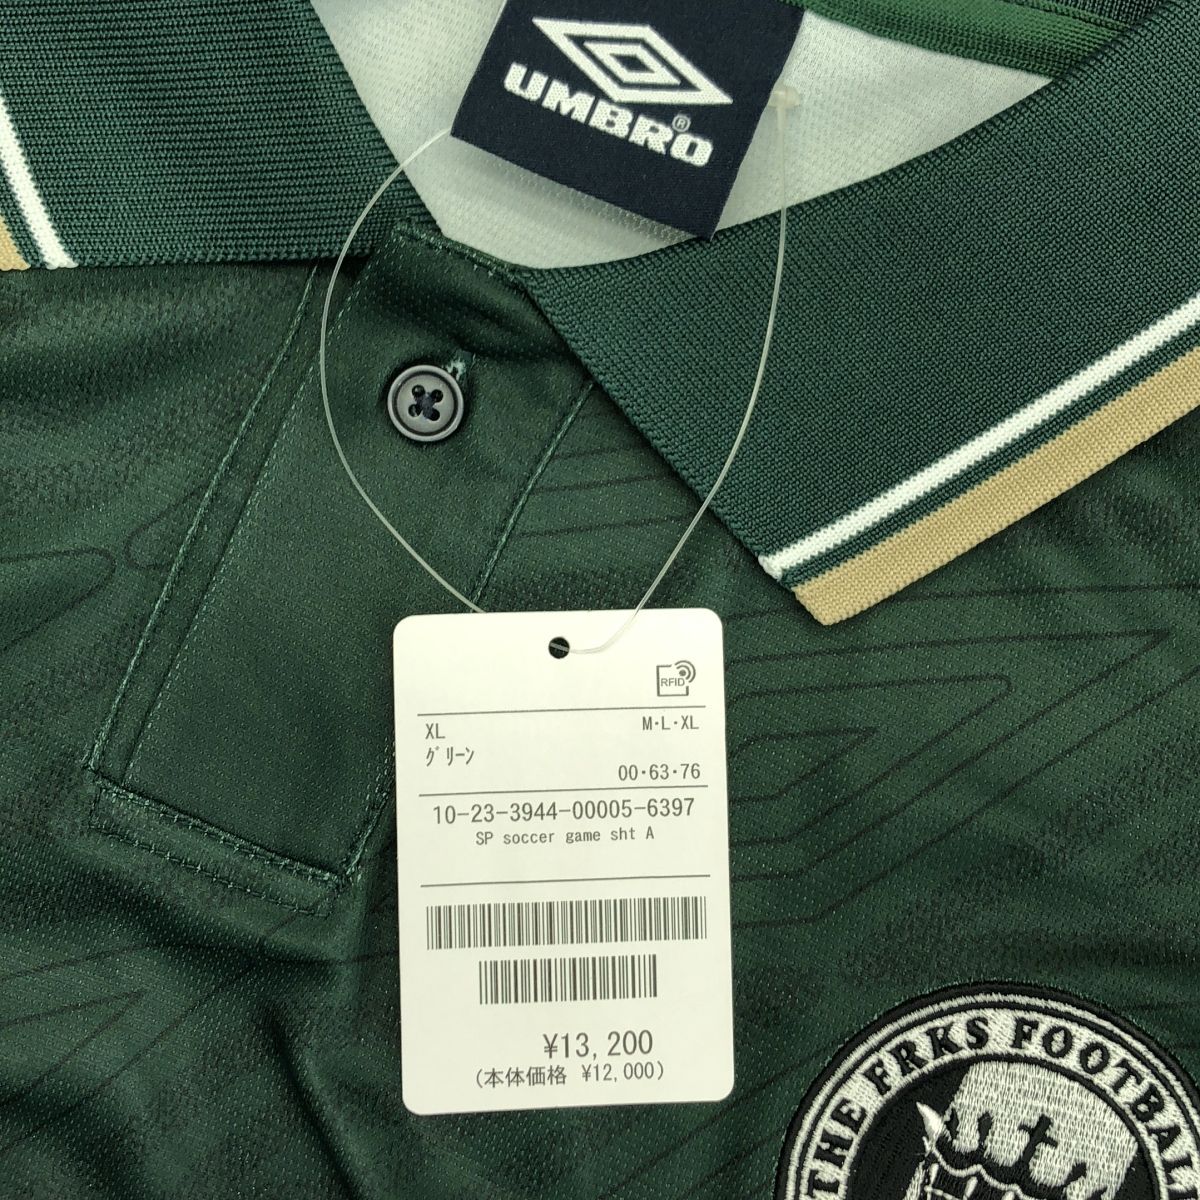 UMBRO®
RFID
XL M・L・XL
ｸﾞﾘｰﾝ
00・63・76
10-23-3944-00005-6397
SP soccer game sht A
¥13,200
(本体価格 ¥12,000)
THE FRKS FOOTBALL